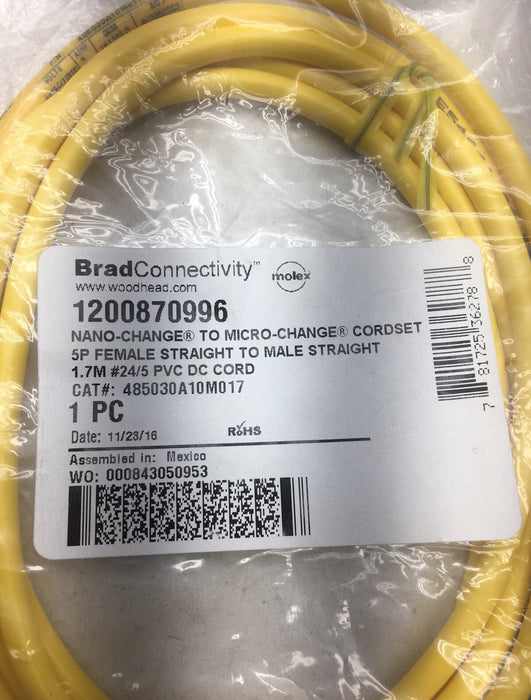 BradConnectivity™
molex
www.woodhead.com
1200870996
NANO-CHANGE® TO MICRO-CHANGE® CORDSET
5P FEMALE STRAIGHT TO MALE STRAIGHT
1.7M #24/5 PVC DC CORD
CAT#: 485030A10M017
1 PC
Date: 11/23/16
RoHS
Assembled in: Mexico
WO: 000843050953
7 81725 36278 8